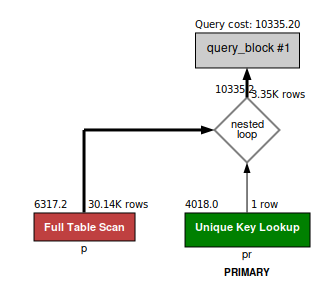 Query cost: 10335.20
query_block #1
10335.2
3.35K rows
nested
loop
6317.2
30.14K rows
4018.0
1 row
Full Table Scan
Unique Key Lookup
p
pr
PRIMARY